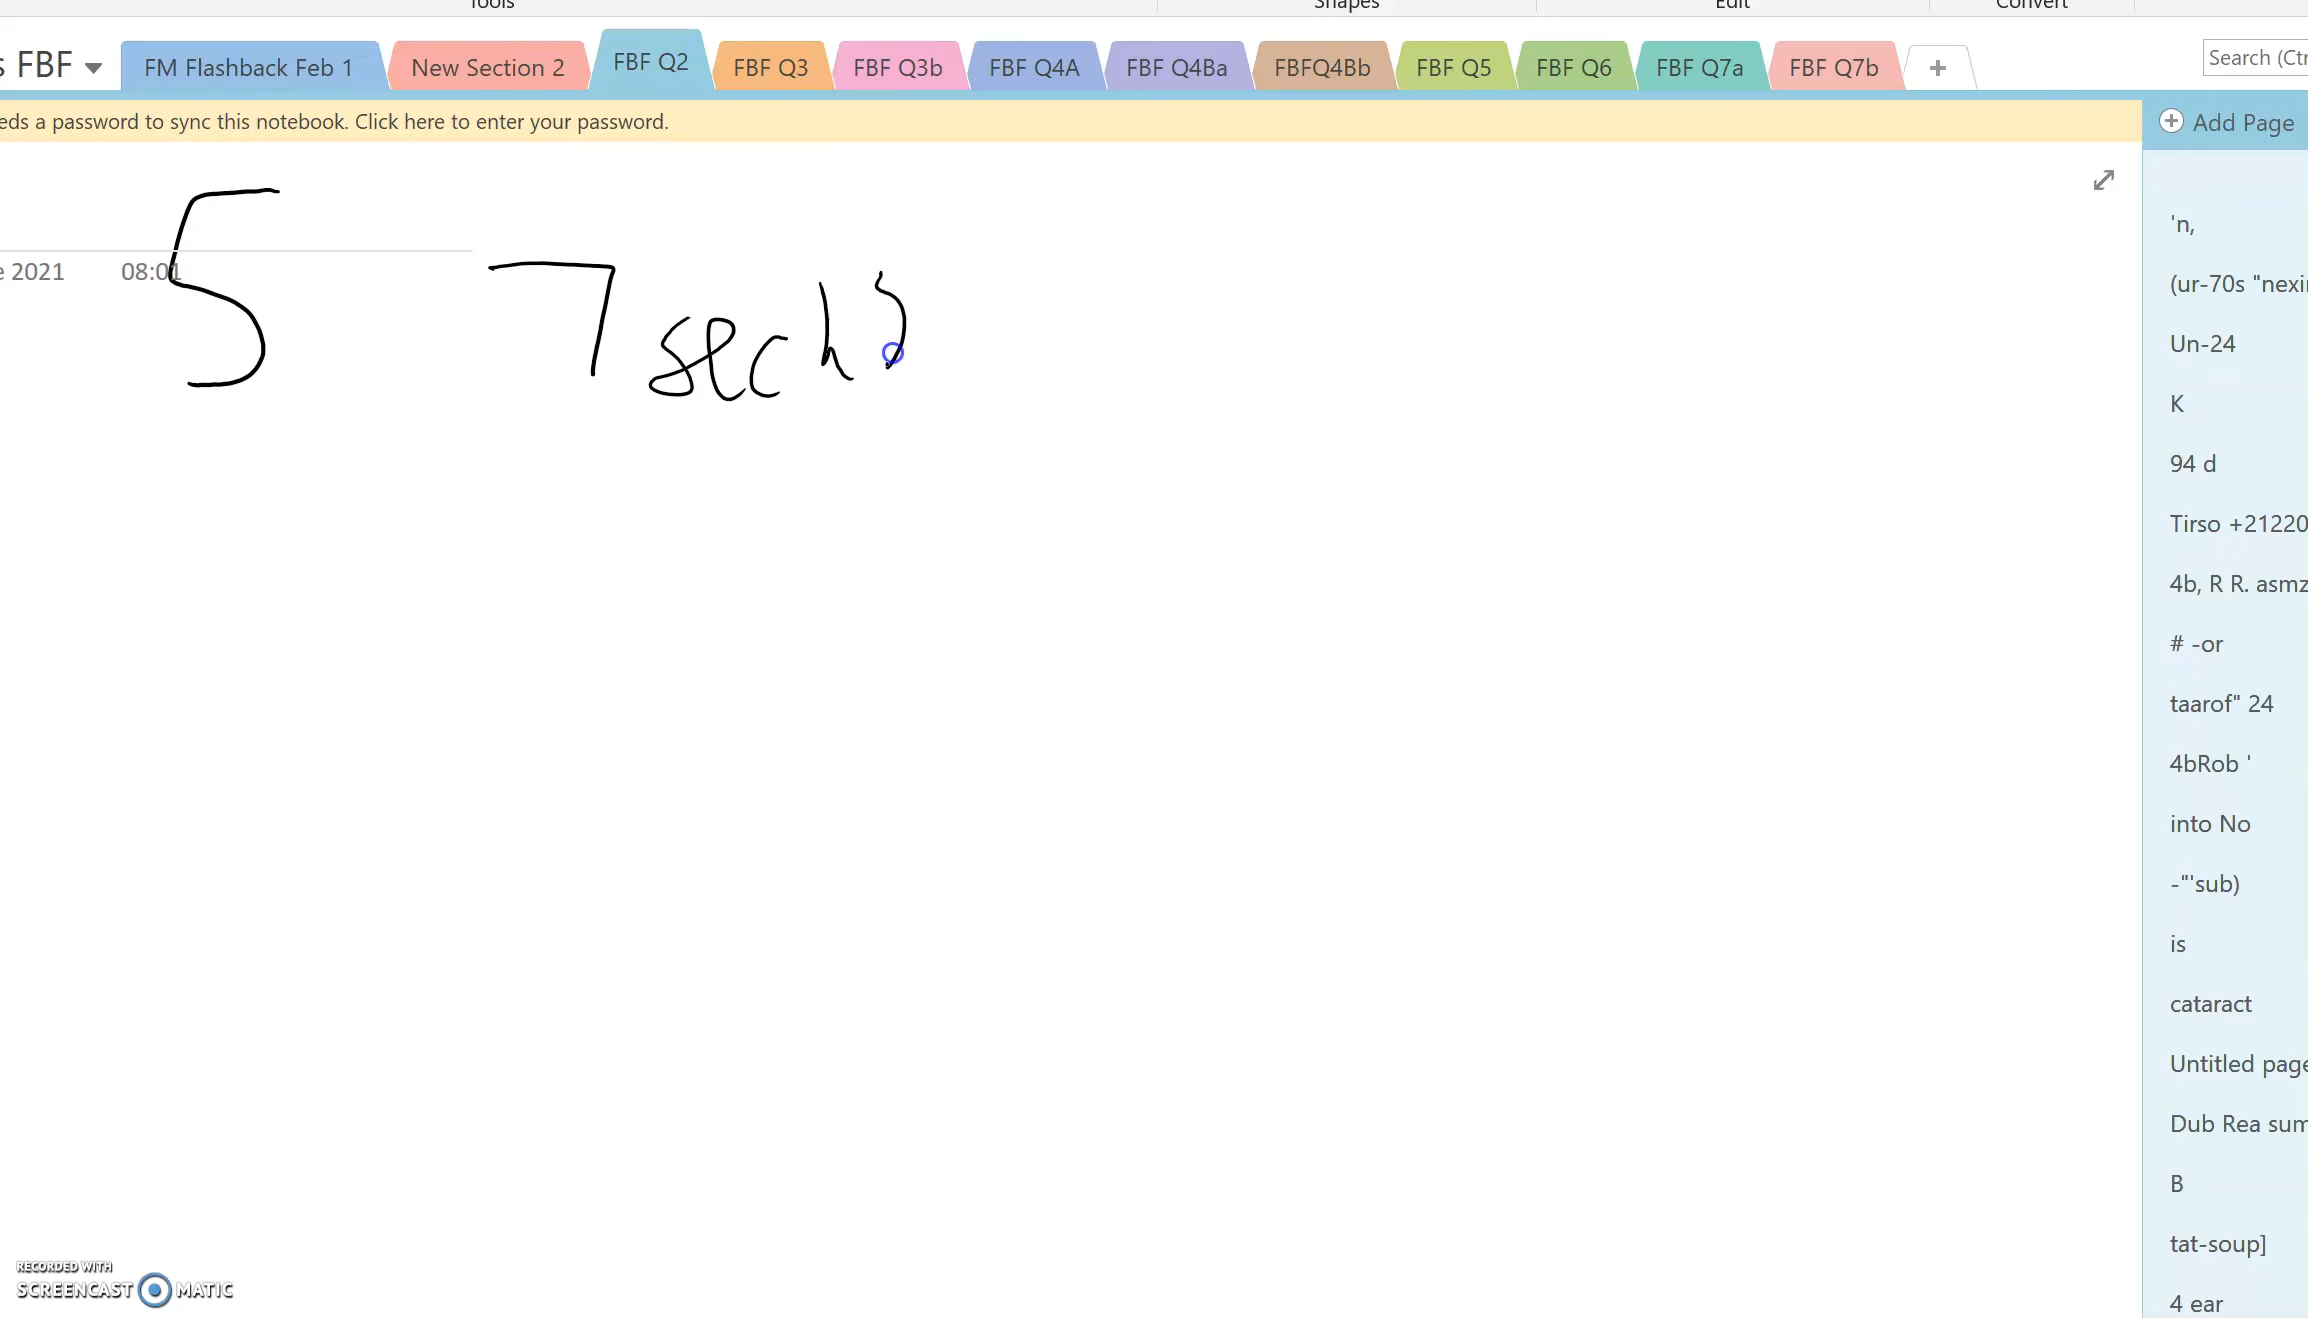 Tools Shapes Edit Convert
s FBF FM Flashback Feb 1 New Section 2 FBF Q2 FBF Q3 FBF Q3b FBF Q4A FBF Q4Ba FBFQ4Bb FBF Q5 FBF Q6 FBF Q7a FBF Q7b + Search (Ctr
eds a password to sync this notebook. Click here to enter your password.
Add Page
5
e 2021 08:01
7 sech
'n,
(ur-70s "nexi
Un-24
K
94 d
Tirso +21220
4b, R R. asmz
# -or
taarof" 24
4bRob '
into No
-"'sub)
is
cataract
Untitled page
Dub Rea sum
B
tat-soup]
4 ear
RECORDED WITH
SCREENCAST MATIC